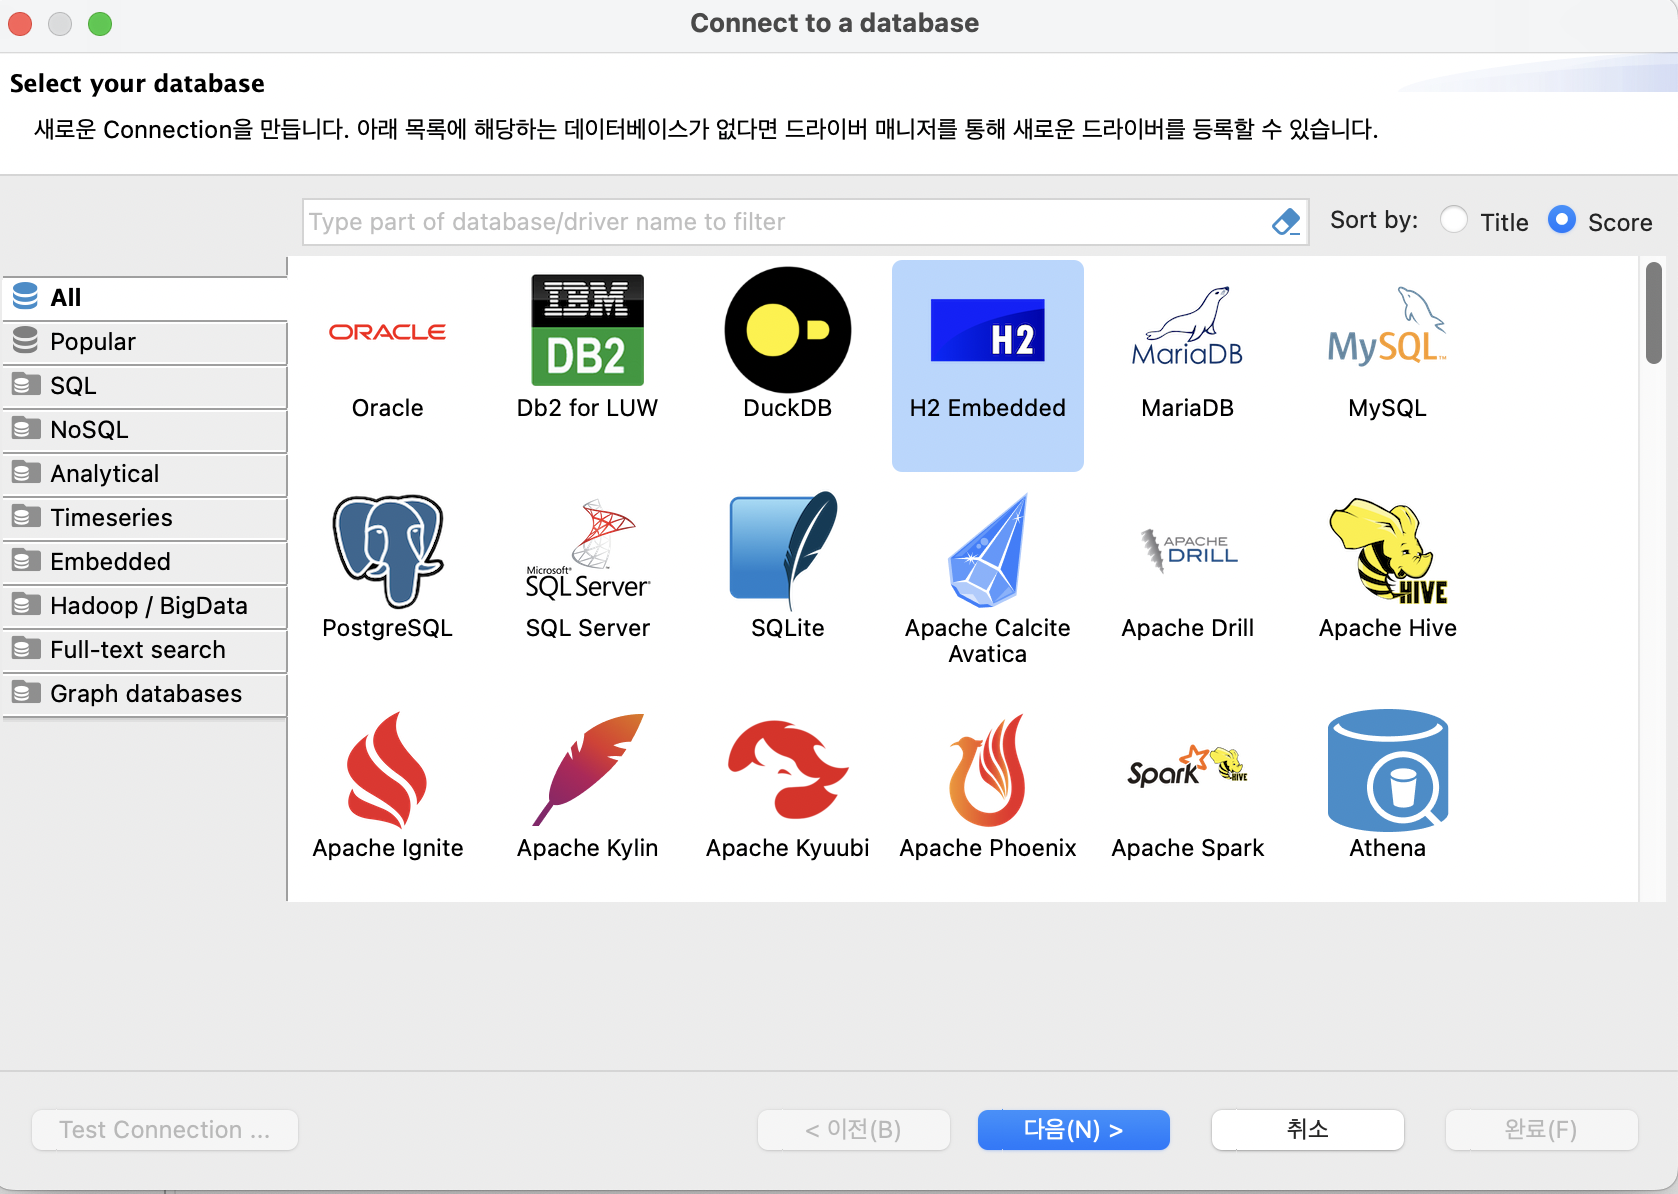 Connect to a database
Select your database
새로운 Connection을 만듭니다. 아래 목록에 해당하는 데이터베이스가 없다면 드라이버 매니저를 통해 새로운 드라이버를 등록할 수 있습니다.
Type part of database/driver name to filter
Sort by: Title Score
All
Popular
SQL
NoSQL
Analytical
Timeseries
Embedded
Hadoop / BigData
Full-text search
Graph databases
ORACLE
IBM
DB2
H2
MariaDB
MySQL™
Oracle
Db2 for LUW
DuckDB
H2 Embedded
MariaDB
MySQL
Microsoft®
SQL Server®
APACHE
DRILL
HIVE
PostgreSQL
SQL Server
SQLite
Apache Calcite
Avatica
Apache Drill
Apache Hive
Spark
HIVE
Apache Ignite
Apache Kylin
Apache Kyuubi
Apache Phoenix
Apache Spark
Athena
Test Connection ...
< 이전(B)
다음(N) >
취소
완료(F)